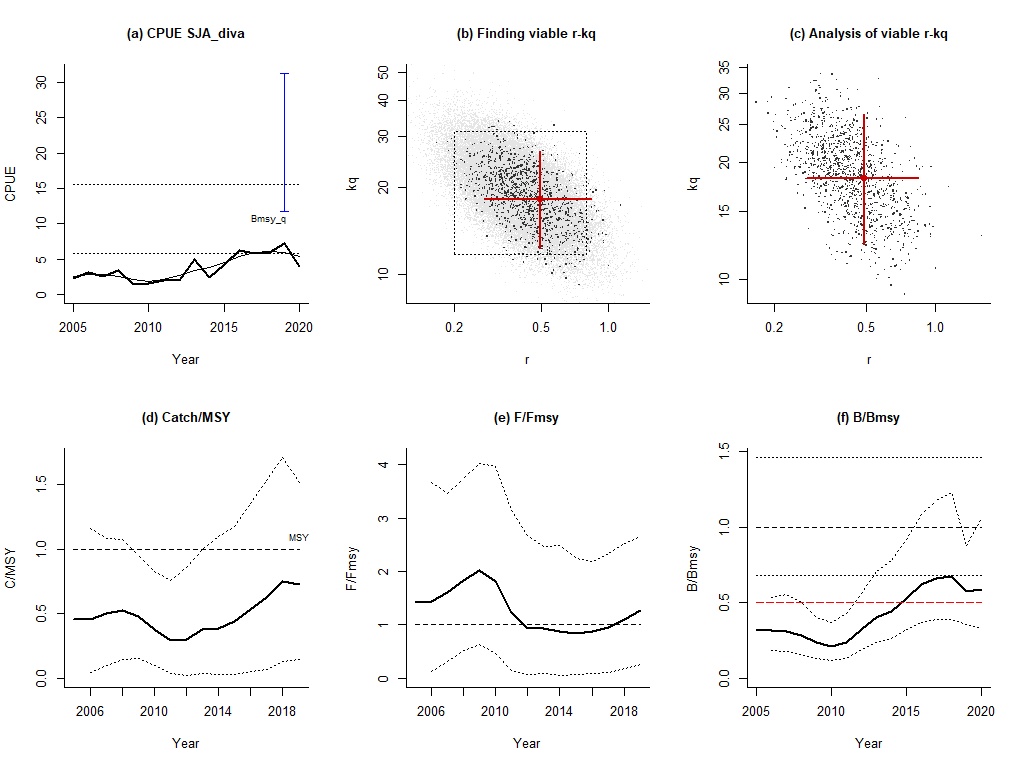 (a) CPUE SJA_diva
(b) Finding viable r-kq
(c) Analysis of viable r-kq
CPUE
30
25
20
15
10
5
0
Bmsy_q
2005
2010
2015
2020
Year
kq
50
40
30
20
10
0.2
0.5
1.0
r
kq
35
30
25
20
15
10
0.2
0.5
1.0
r
(d) Catch/MSY
(e) F/Fmsy
(f) B/Bmsy
C/MSY
1.5
1.0
0.5
0.0
MSY
2006
2010
2014
2018
Year
F/Fmsy
4
3
2
1
0
2006
2010
2014
2018
Year
B/Bmsy
1.5
1.0
0.5
0.0
2005
2010
2015
2020
Year